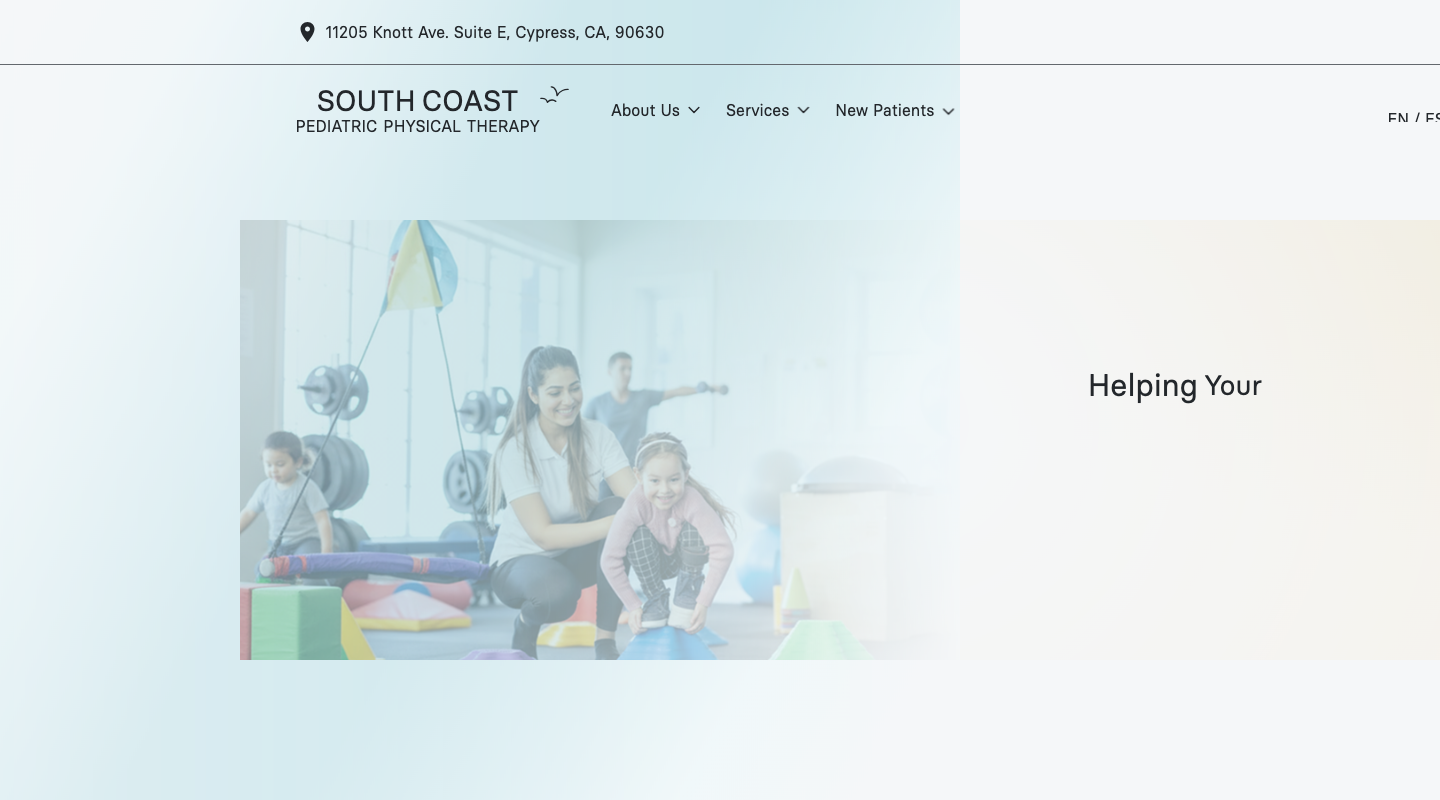 11205 Knott Ave. Suite E, Cypress, CA, 90630
SOUTH COAST
PEDIATRIC PHYSICAL THERAPY
About Us
Services
New Patients
EN / ES
Helping Your